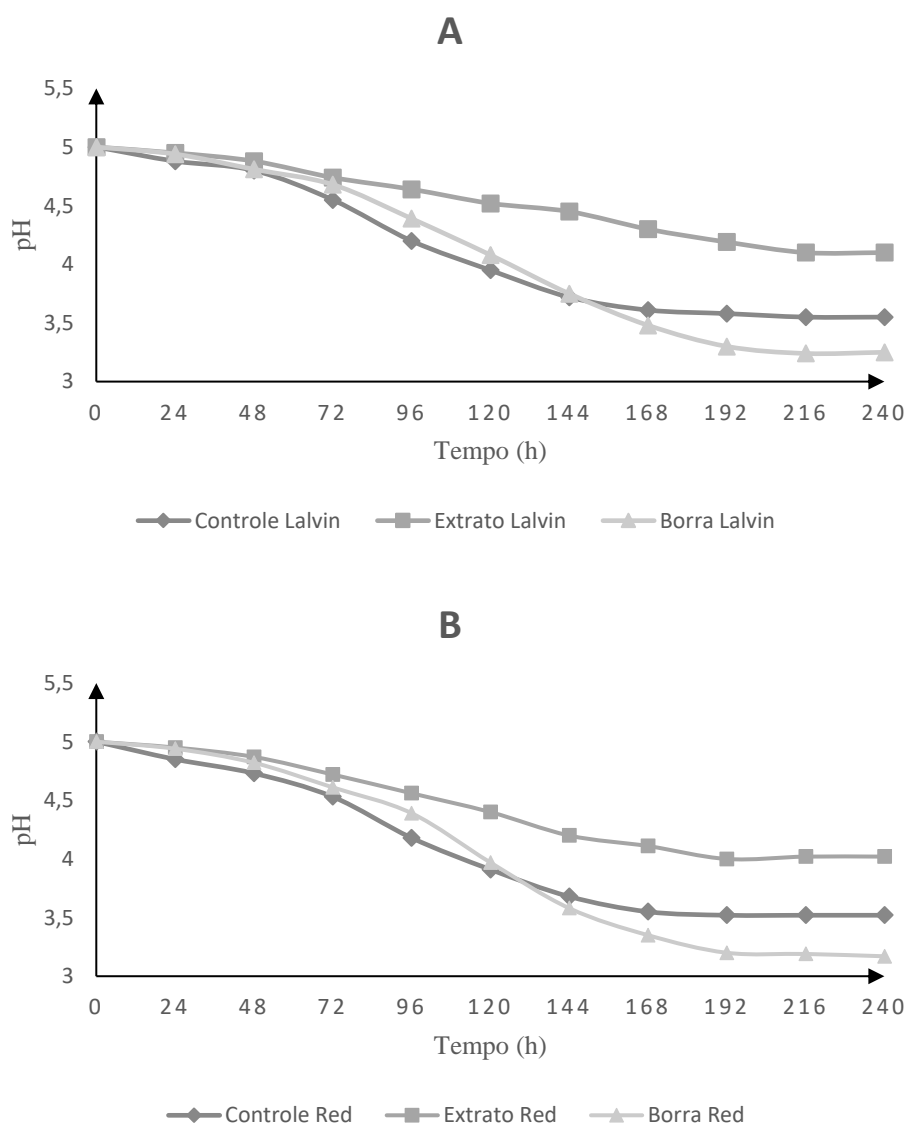 A
5,5
5
4,5
4
3,5
3
pH
0 24 48 72 96 120 144 168 192 216 240
Tempo (h)
Controle Lalvin Extrato Lalvin Borra Lalvin
B
5,5
5
4,5
4
3,5
3
pH
0 24 48 72 96 120 144 168 192 216 240
Tempo (h)
Controle Red Extrato Red Borra Red